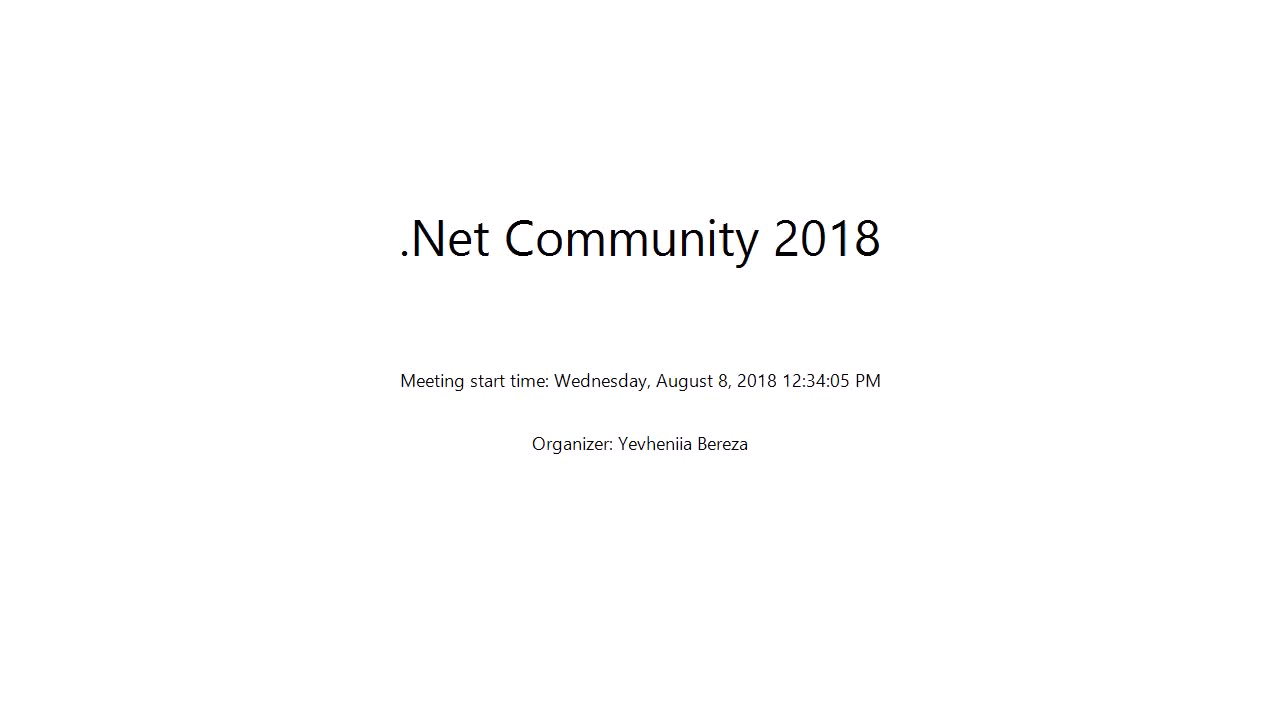 .Net Community 2018
Meeting start time: Wednesday, August 8, 2018 12:34:05 PM
Organizer: Yevheniia Bereza